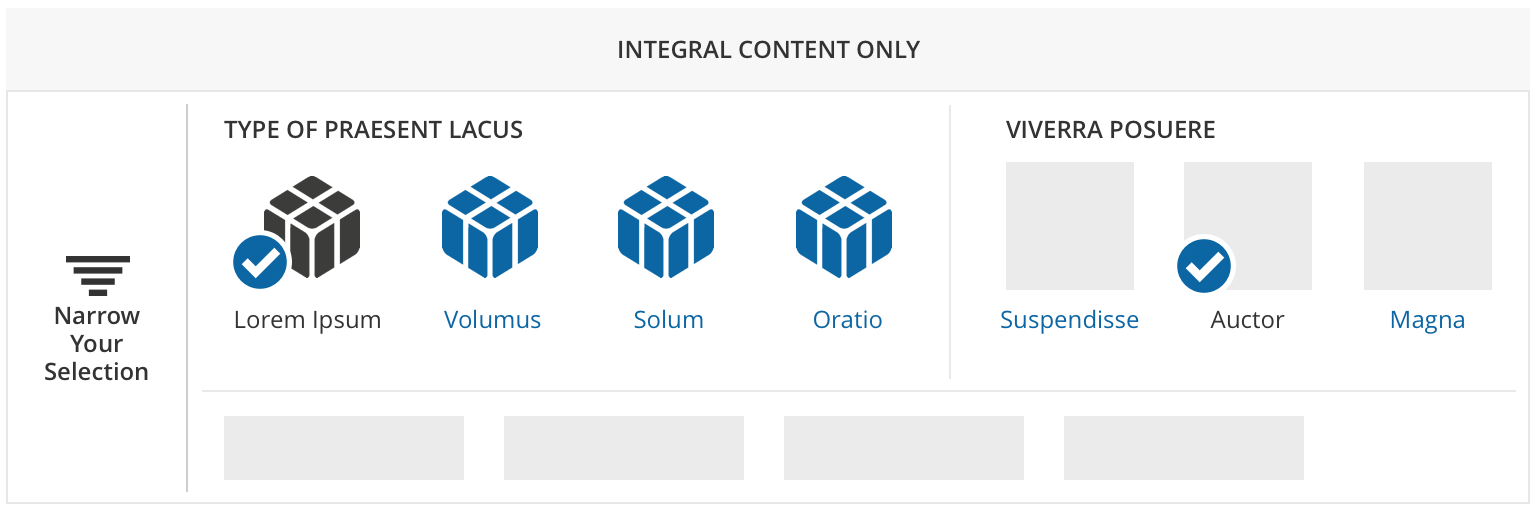 INTEGRAL CONTENT ONLY
Narrow
Your
Selection
TYPE OF PRAESENT LACUS
Lorem Ipsum
Volumus
Solum
Oratio
VIVERRA POSUERE
Suspendisse
Auctor
Magna